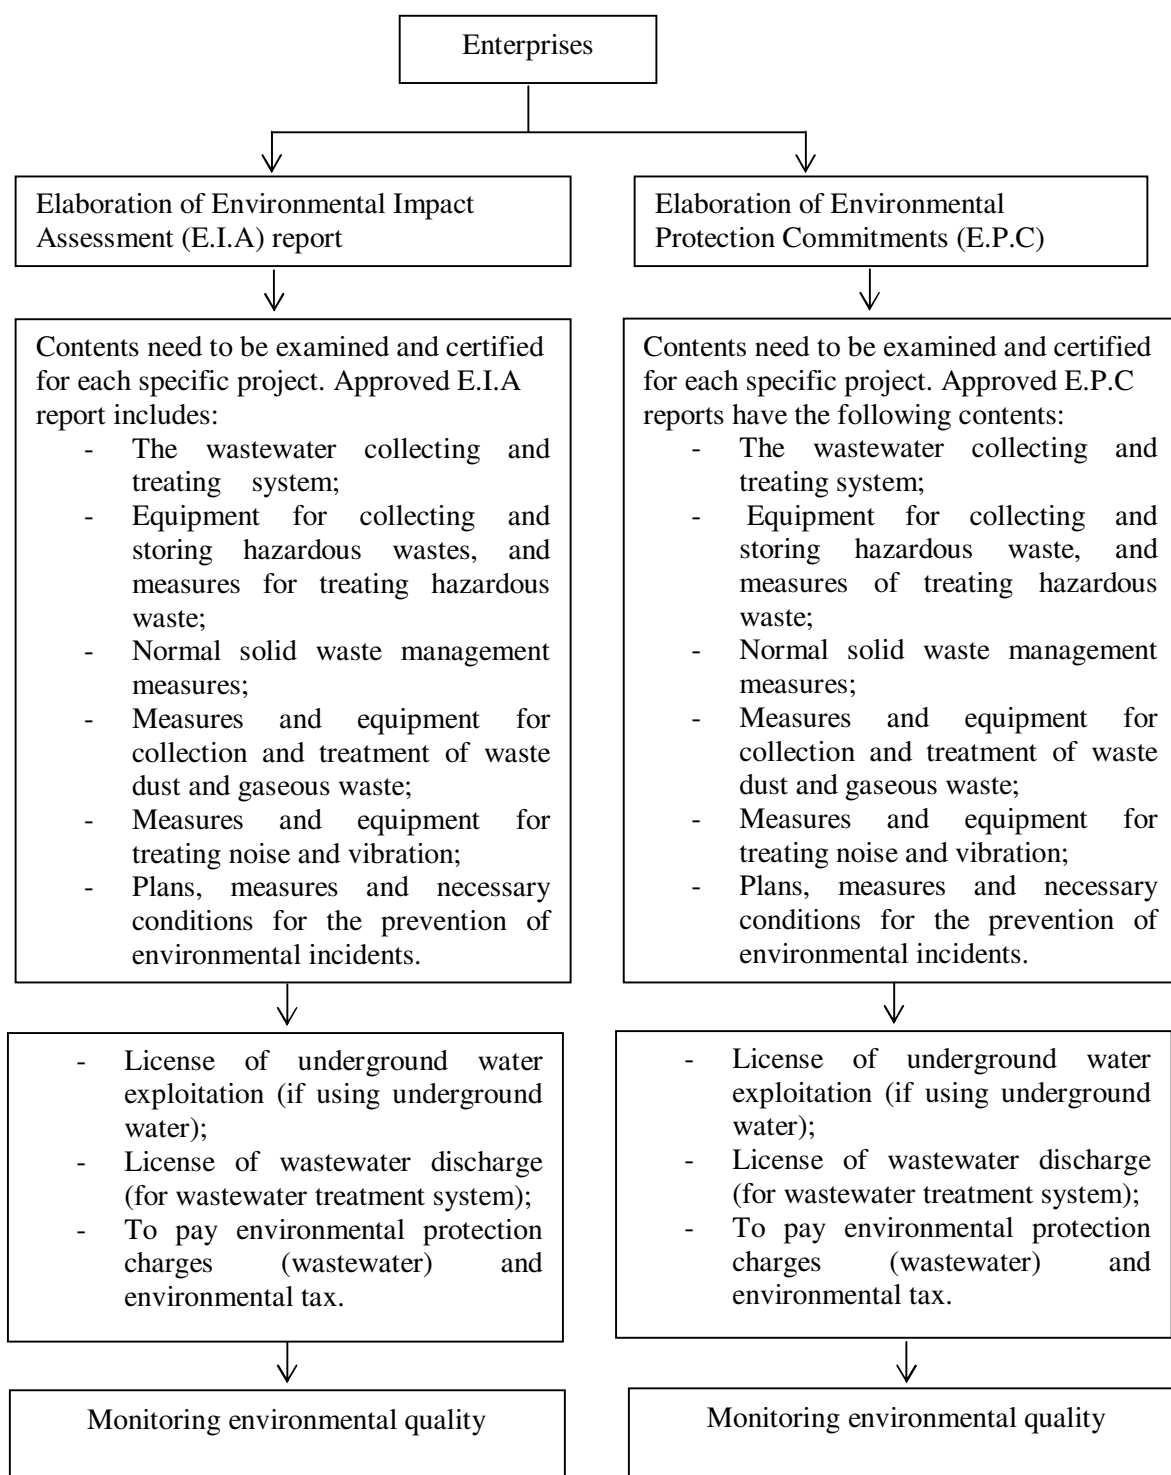 Enterprises
Elaboration of Environmental Impact
Assessment (E.I.A) report
Contents need to be examined and certified
for each specific project. Approved E.I.A
report includes:
- The wastewater collecting and
treating system;
- Equipment for collecting and
storing hazardous wastes, and
measures for treating hazardous
waste;
- Normal solid waste management
measures;
- Measures and equipment for
collection and treatment of waste
dust and gaseous waste;
- Measures and equipment for
treating noise and vibration;
- Plans, measures and necessary
conditions for the prevention of
environmental incidents.
- License of underground water
exploitation (if using underground
water);
- License of wastewater discharge
(for wastewater treatment system);
- To pay environmental protection
charges (wastewater) and
environmental tax.
Monitoring environmental quality
Elaboration of Environmental
Protection Commitments (E.P.C)
Contents need to be examined and certified
for each specific project. Approved E.P.C
reports have the following contents:
- The wastewater collecting and
treating system;
- Equipment for collecting and
storing hazardous waste, and
measures of treating hazardous
waste;
- Normal solid waste management
measures;
- Measures and equipment for
collection and treatment of waste
dust and gaseous waste;
- Measures and equipment for
treating noise and vibration;
- Plans, measures and necessary
conditions for the prevention of
environmental incidents.
- License of underground water
exploitation (if using underground
water);
- License of wastewater discharge
(for wastewater treatment system);
- To pay environmental protection
charges (wastewater) and
environmental tax.
Monitoring environmental quality